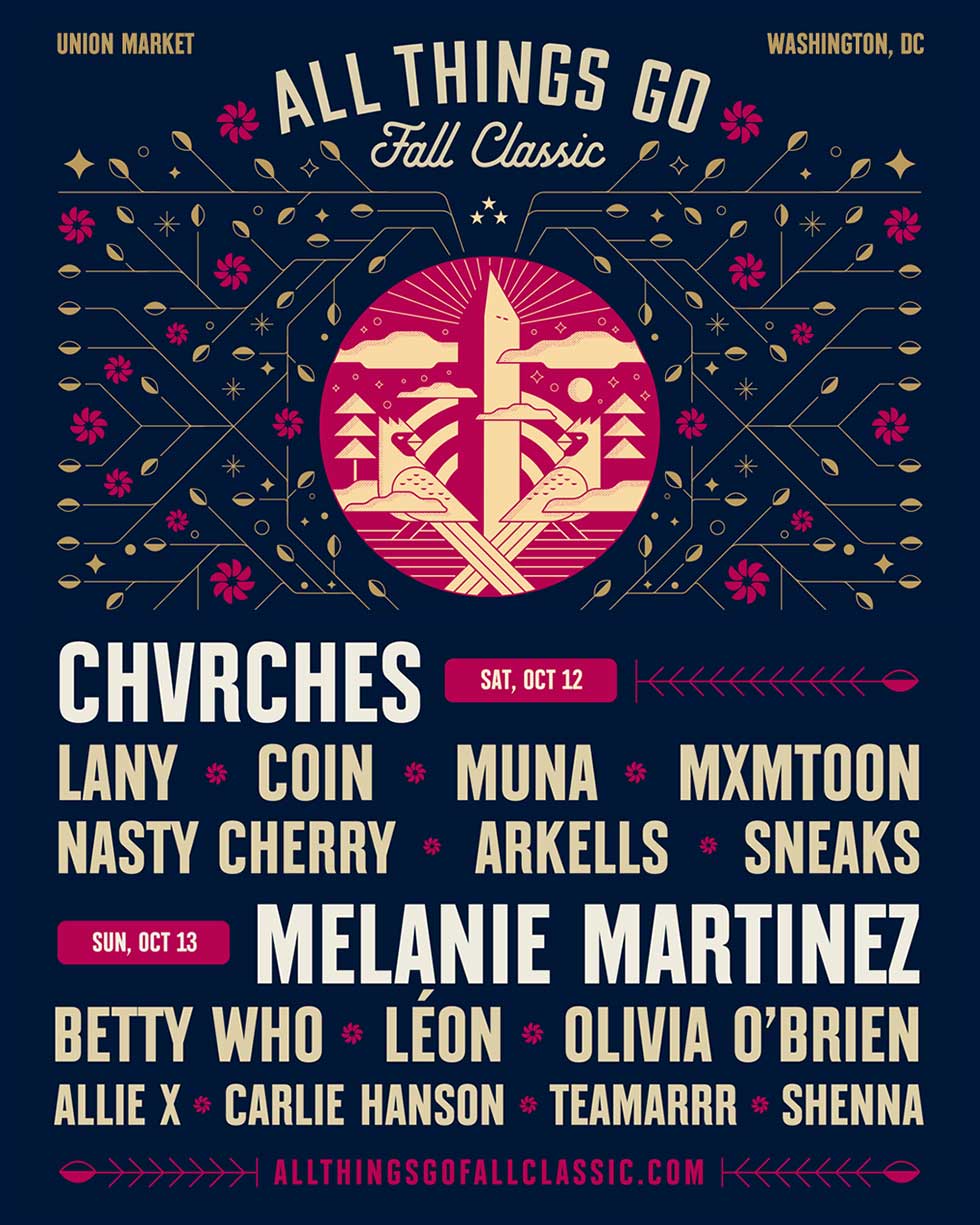 UNION MARKET
WASHINGTON, DC
ALL THINGS GO
Fall Classic
CHVRCHES
SAT, OCT 12
LANY COIN MUNA MXMTOON
NASTY CHERRY ARKELLS SNEAKS
SUN, OCT 13
MELANIE MARTINEZ
BETTY WHO LÉON OLIVIA O'BRIEN
ALLIE X CARLIE HANSON TEAMARRR SHENNA
ALLTHINGSGOFALLCLASSIC.COM